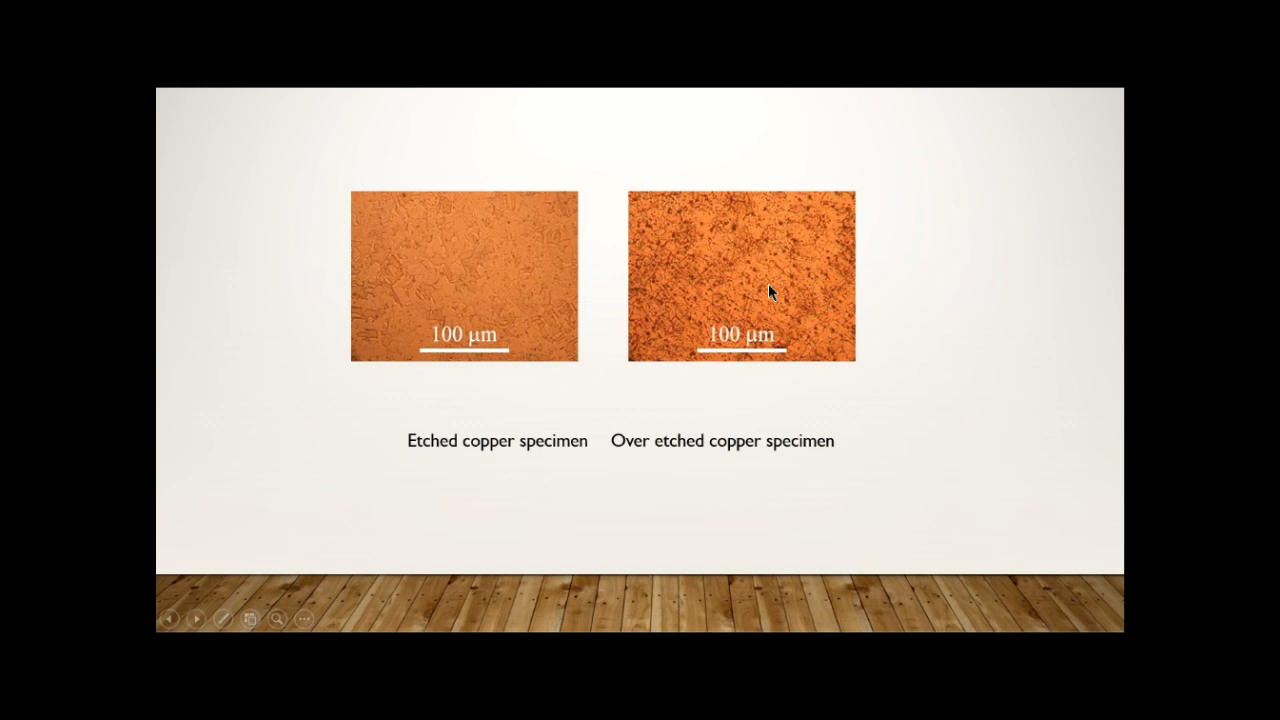 100 µm
100 µm
Etched copper specimen
Over etched copper specimen